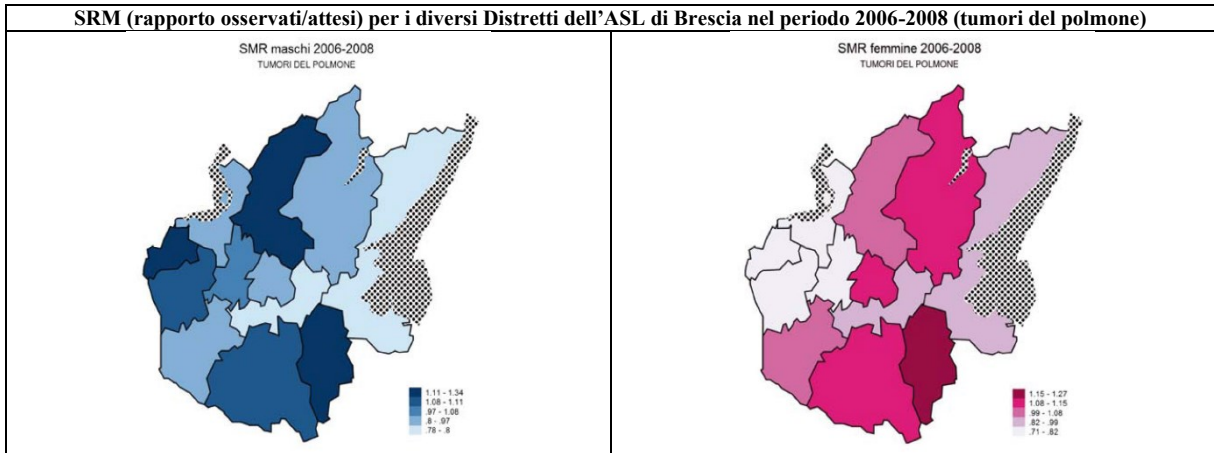 SRM (rapporto osservati/attesi) per i diversi Distretti dell’ASL di Brescia nel periodo 2006-2008 (tumori del polmone)
SMR maschi 2006-2008
TUMORI DEL POLMONE
1.11 - 1.34
1.08 - 1.11
.97 - 1.08
.8 - .97
.78 - .8
SMR femmine 2006-2008
TUMORI DEL POLMONE
1.15 - 1.27
1.08 - 1.15
.99 - 1.08
.82 - .99
.71 - .82